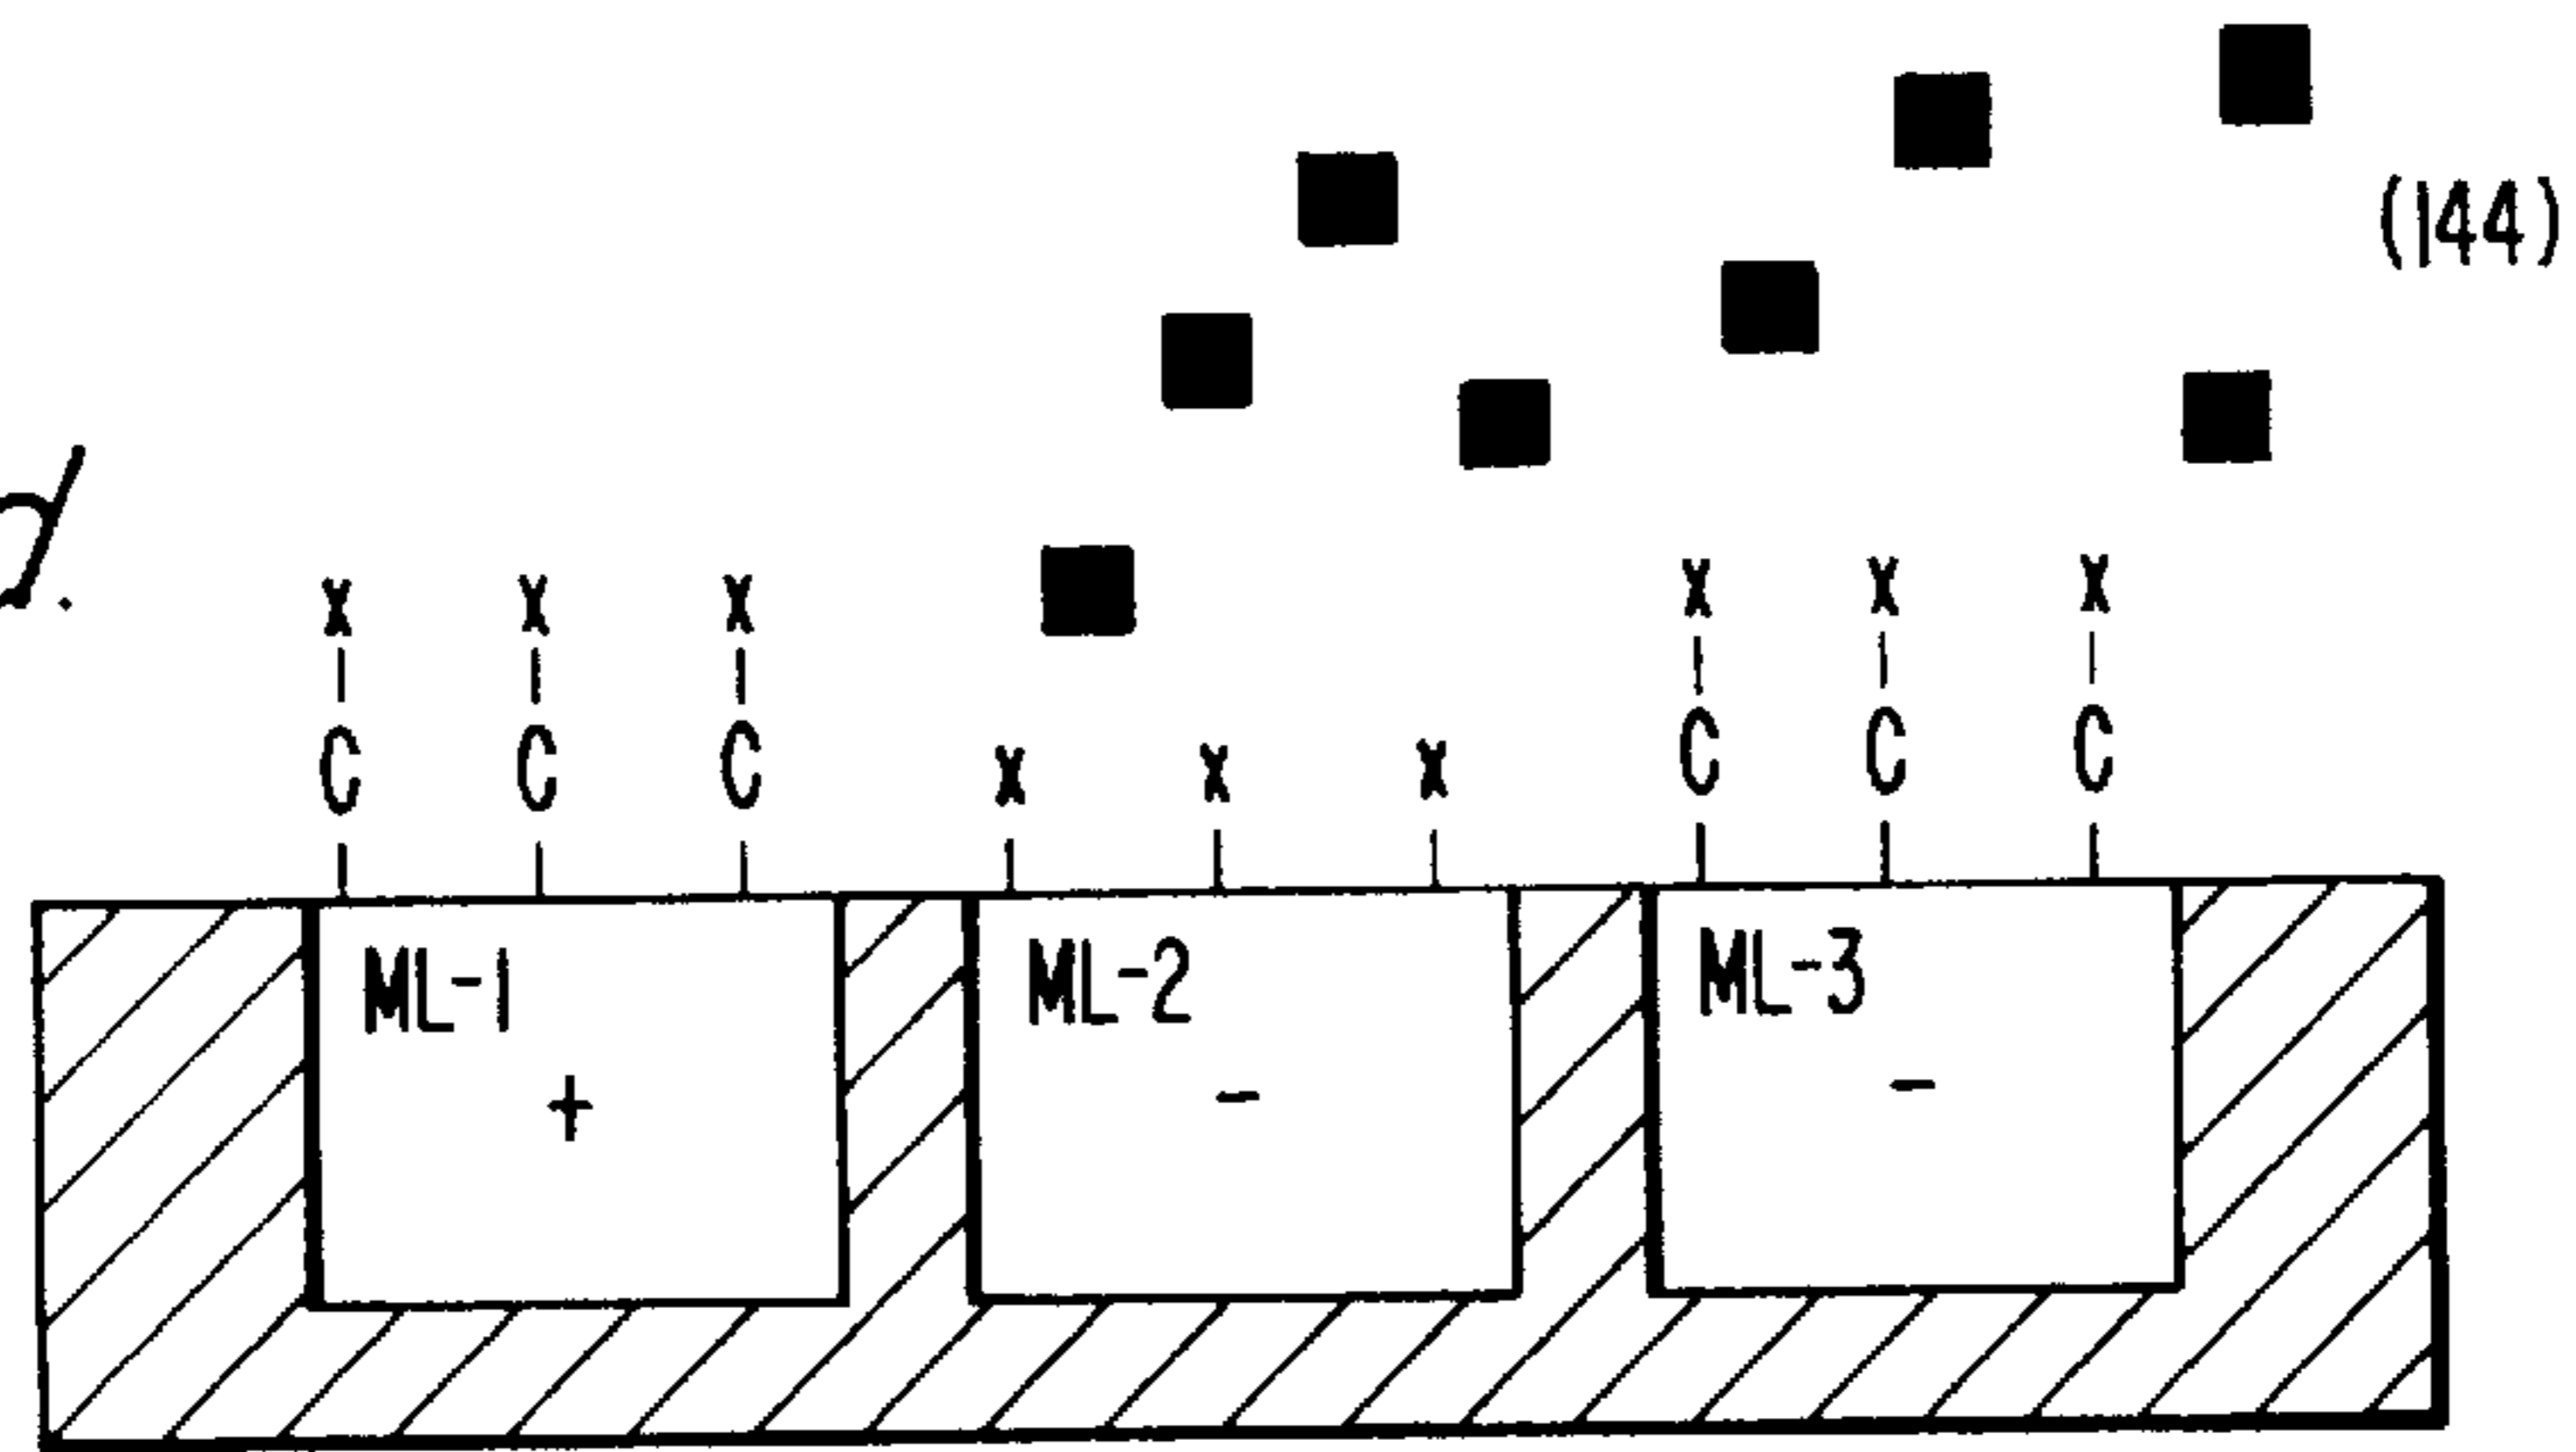 (144)
d.
X X X X X X
C C C X X X C C C
ML-1 ML-2 ML-3
+ - -